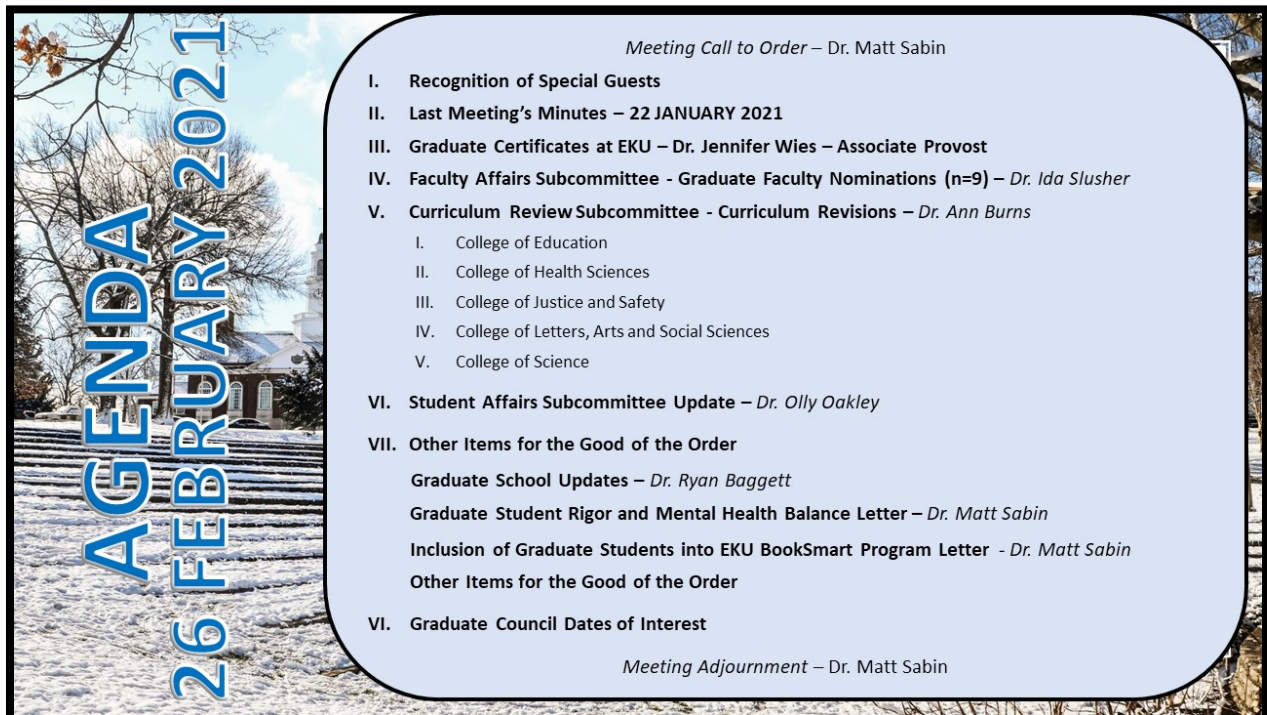 AGENDA
26 FEBRUARY 2021
Meeting Call to Order – Dr. Matt Sabin
I. Recognition of Special Guests
II. Last Meeting's Minutes – 22 JANUARY 2021
III. Graduate Certificates at EKU – Dr. Jennifer Wies – Associate Provost
IV. Faculty Affairs Subcommittee - Graduate Faculty Nominations (n=9) – Dr. Ida Slusher
V. Curriculum Review Subcommittee - Curriculum Revisions – Dr. Ann Burns
I. College of Education
II. College of Health Sciences
III. College of Justice and Safety
IV. College of Letters, Arts and Social Sciences
V. College of Science
VI. Student Affairs Subcommittee Update – Dr. Olly Oakley
VII. Other Items for the Good of the Order
Graduate School Updates – Dr. Ryan Baggett
Graduate Student Rigor and Mental Health Balance Letter – Dr. Matt Sabin
Inclusion of Graduate Students into EKU BookSmart Program Letter - Dr. Matt Sabin
Other Items for the Good of the Order
VI. Graduate Council Dates of Interest
Meeting Adjournment – Dr. Matt Sabin